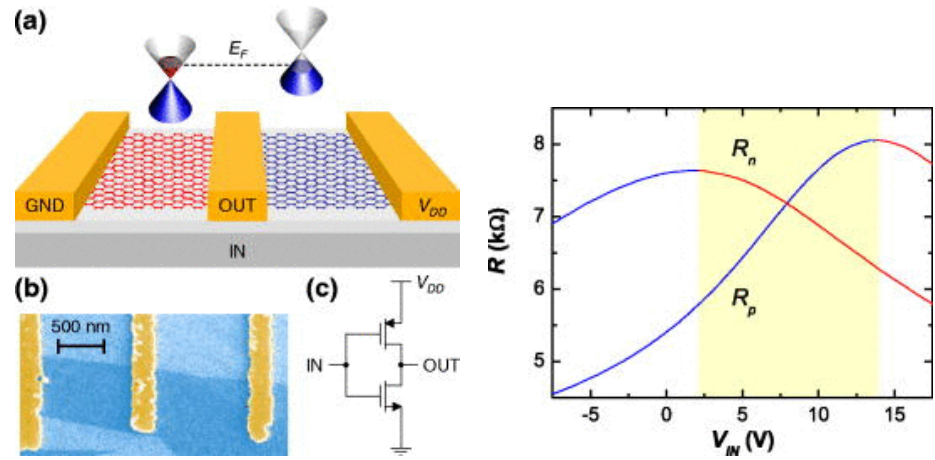 (a)
E_F
GND
OUT
V_DD
IN
(b)
500 nm
(c)
V_DD
IN
OUT
8
7
6
5
R (kΩ)
R_n
R_p
-5
0
5
10
15
V_IN (V)